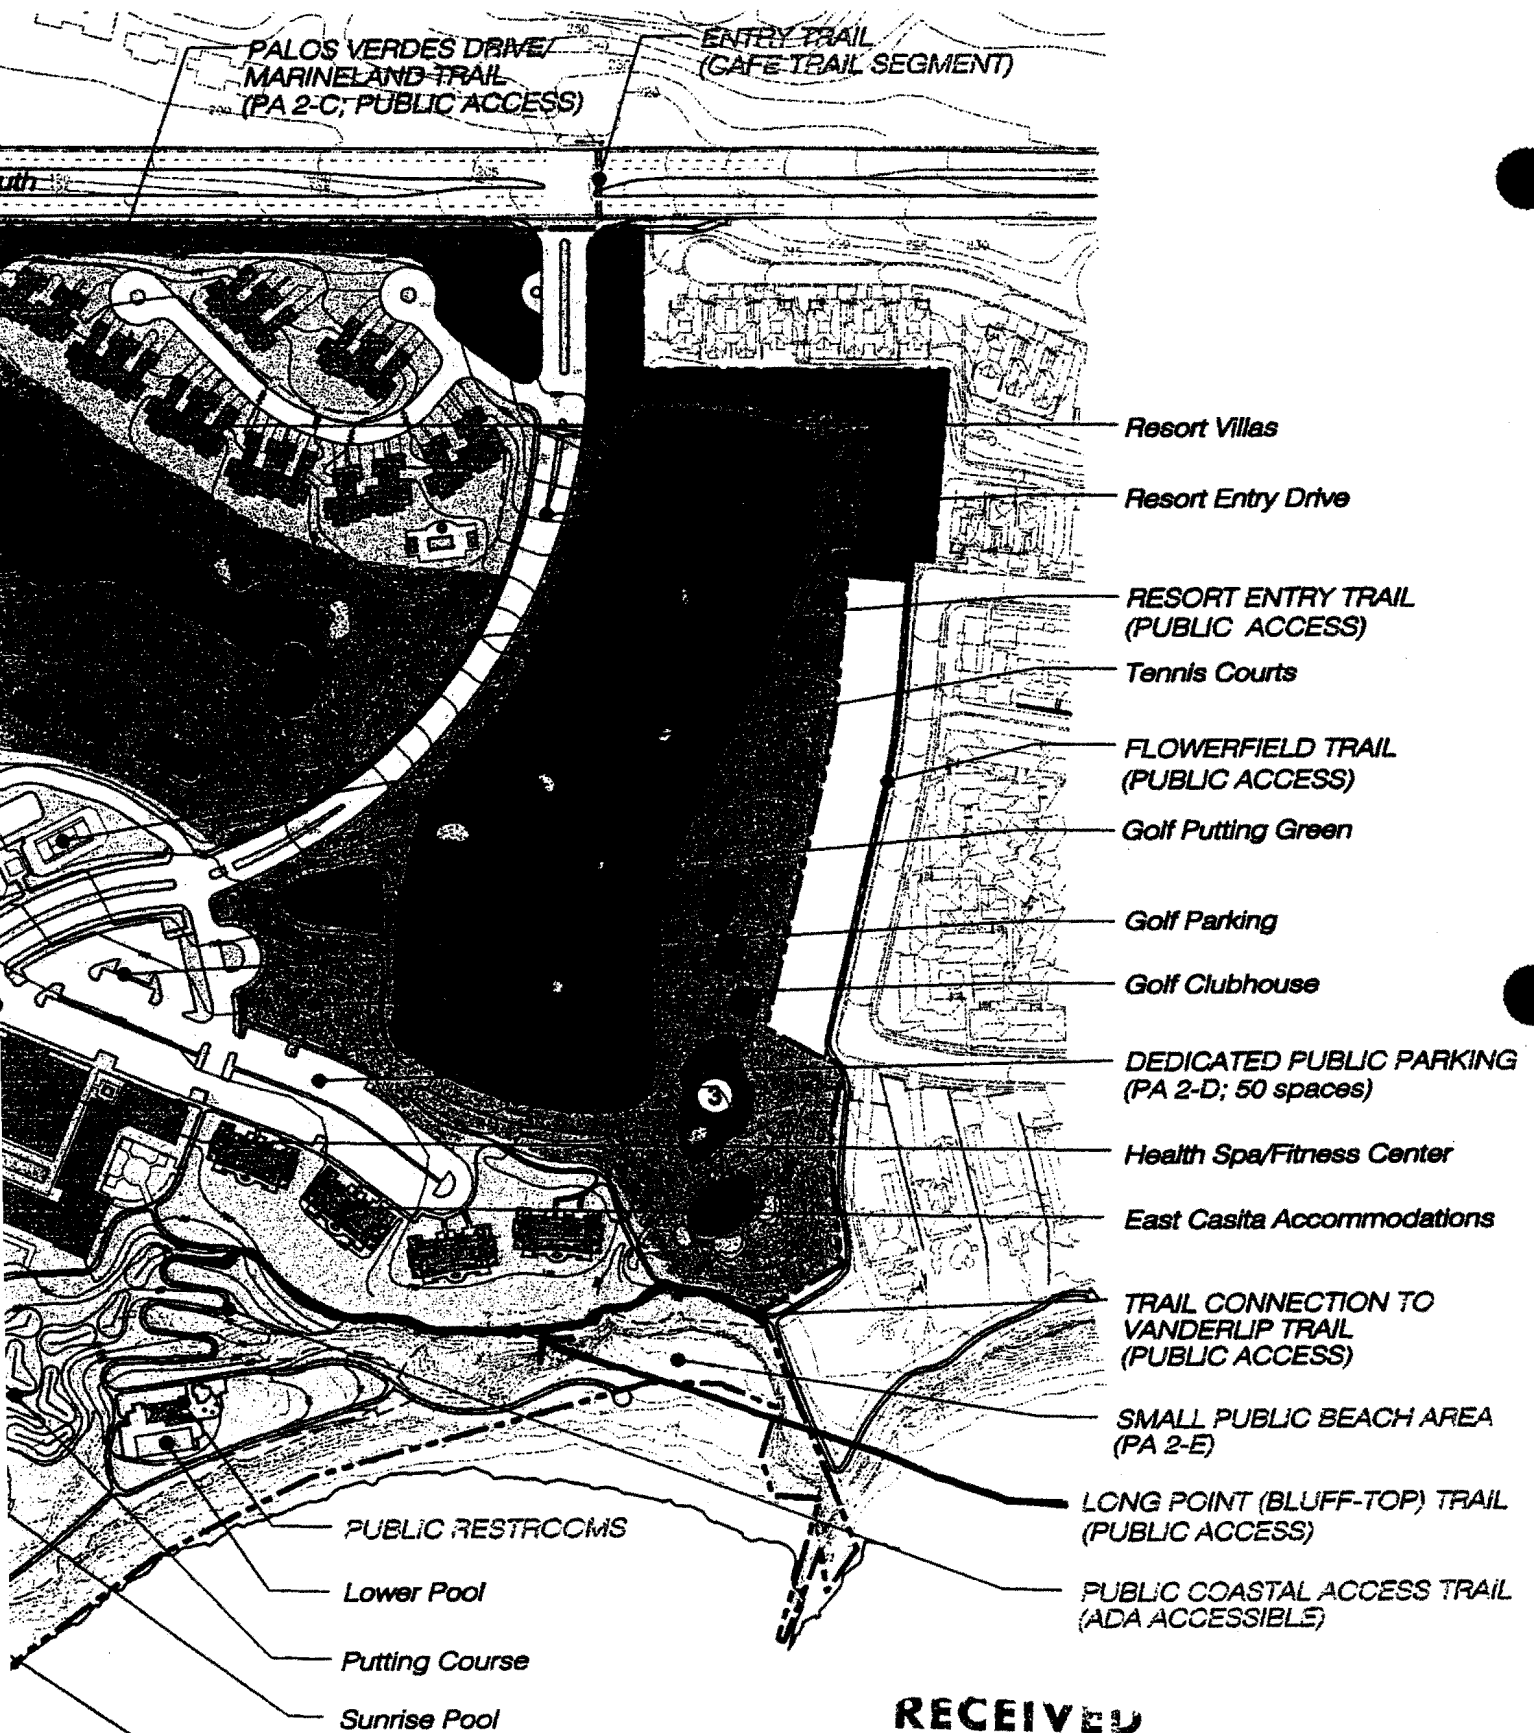 PALOS VERDES DRIVE/
MARINELAND TRAIL
(PA 2-C; PUBLIC ACCESS)
ENTRY TRAIL
(CAFE TRAIL SEGMENT)
uth
Resort Villas
Resort Entry Drive
RESORT ENTRY TRAIL
(PUBLIC ACCESS)
Tennis Courts
FLOWERFIELD TRAIL
(PUBLIC ACCESS)
Golf Putting Green
Golf Parking
Golf Clubhouse
DEDICATED PUBLIC PARKING
(PA 2-D; 50 spaces)
3
Health Spa/Fitness Center
East Casita Accommodations
TRAIL CONNECTION TO
VANDERLIP TRAIL
(PUBLIC ACCESS)
SMALL PUBLIC BEACH AREA
(PA 2-E)
LONG POINT (BLUFF-TOP) TRAIL
(PUBLIC ACCESS)
PUBLIC COASTAL ACCESS TRAIL
(ADA ACCESSIBLE)
PUBLIC RESTROOMS
Lower Pool
Putting Course
Sunrise Pool
RECEIVED